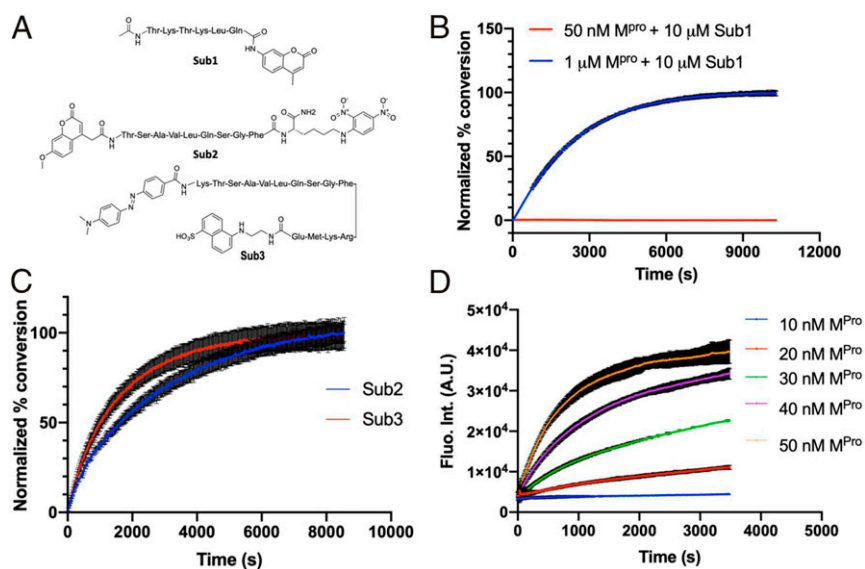 A
Thr-Lys-Thr-Lys-Leu-Gln
O
N
H
O
HN
O
O
Sub1
O
O
O
N
H
Thr-Ser-Ala-Val-Leu-Gln-Ser-Gly-Phe
O
N
H
O
NH2
N
H
O⁻
N⁺
O
O
N⁺
O⁻
O
Sub2
N
N
N
O
N
H
Lys-Thr-Ser-Ala-Val-Leu-Gln-Ser-Gly-Phe
HO₃S
H
N
N
H
O
Glu-Met-Lys-Arg
Sub3
B
50 nM Mᵖʳᵒ + 10 μM Sub1
1 μM Mᵖʳᵒ + 10 μM Sub1
Normalized % conversion
150
100
50
0
0
3000
6000
9000
12000
Time (s)
C
Normalized % conversion
100
50
0
Sub2
Sub3
0
2000
4000
6000
8000
10000
Time (s)
D
Fluo. Int. (A.U.)
5×10⁴
4×10⁴
3×10⁴
2×10⁴
1×10⁴
0
10 nM Mᴾʳᵒ
20 nM Mᴾʳᵒ
30 nM Mᴾʳᵒ
40 nM Mᴾʳᵒ
50 nM Mᴾʳᵒ
0
1000
2000
3000
4000
5000
Time (s)